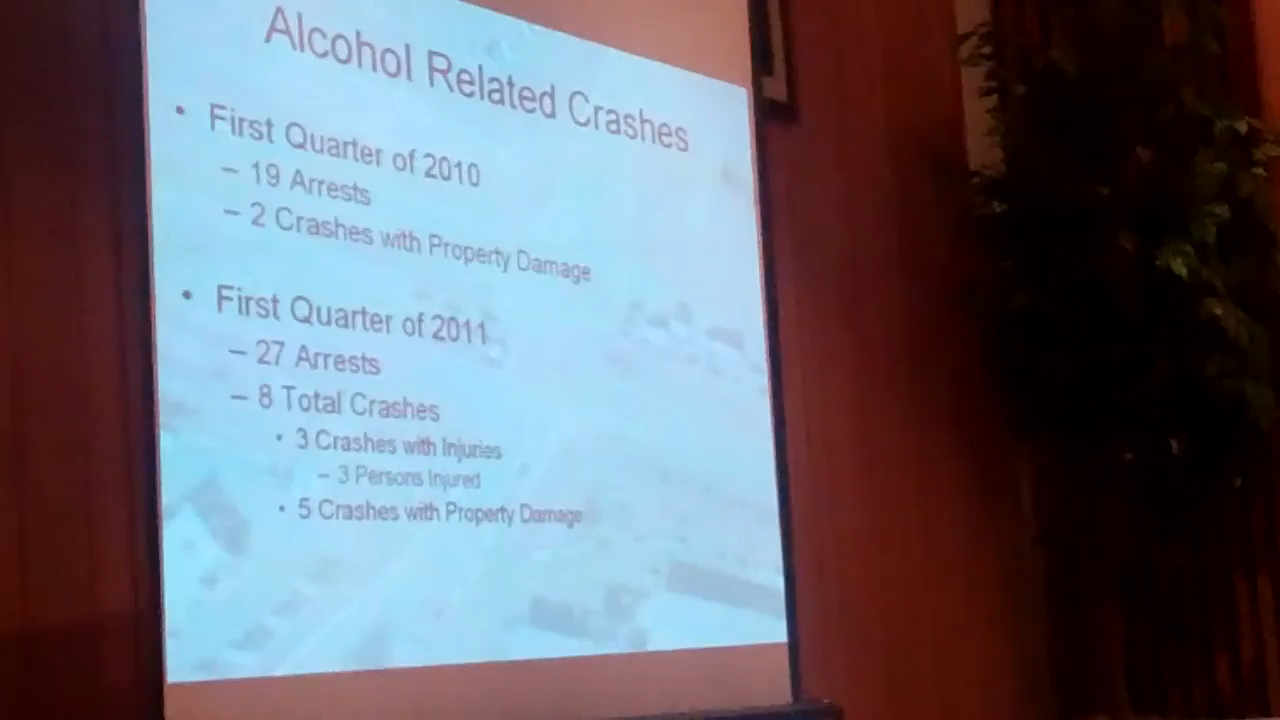 Alcohol Related Crashes
• First Quarter of 2010
– 19 Arrests
– 2 Crashes with Property Damage
• First Quarter of 2011
– 27 Arrests
– 8 Total Crashes
• 3 Crashes with Injuries
– 3 Persons Injured
• 5 Crashes with Property Damage